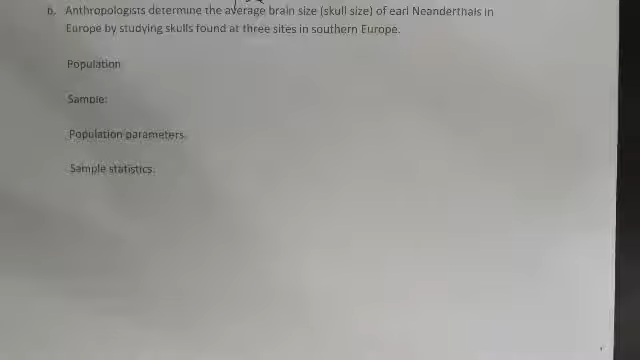 b. Anthropologists determine the average brain size (skull size) of earl Neanderthals in
Europe by studying skulls found at three sites in southern Europe.
Population
Sample:
Population parameters.
Sample statistics.